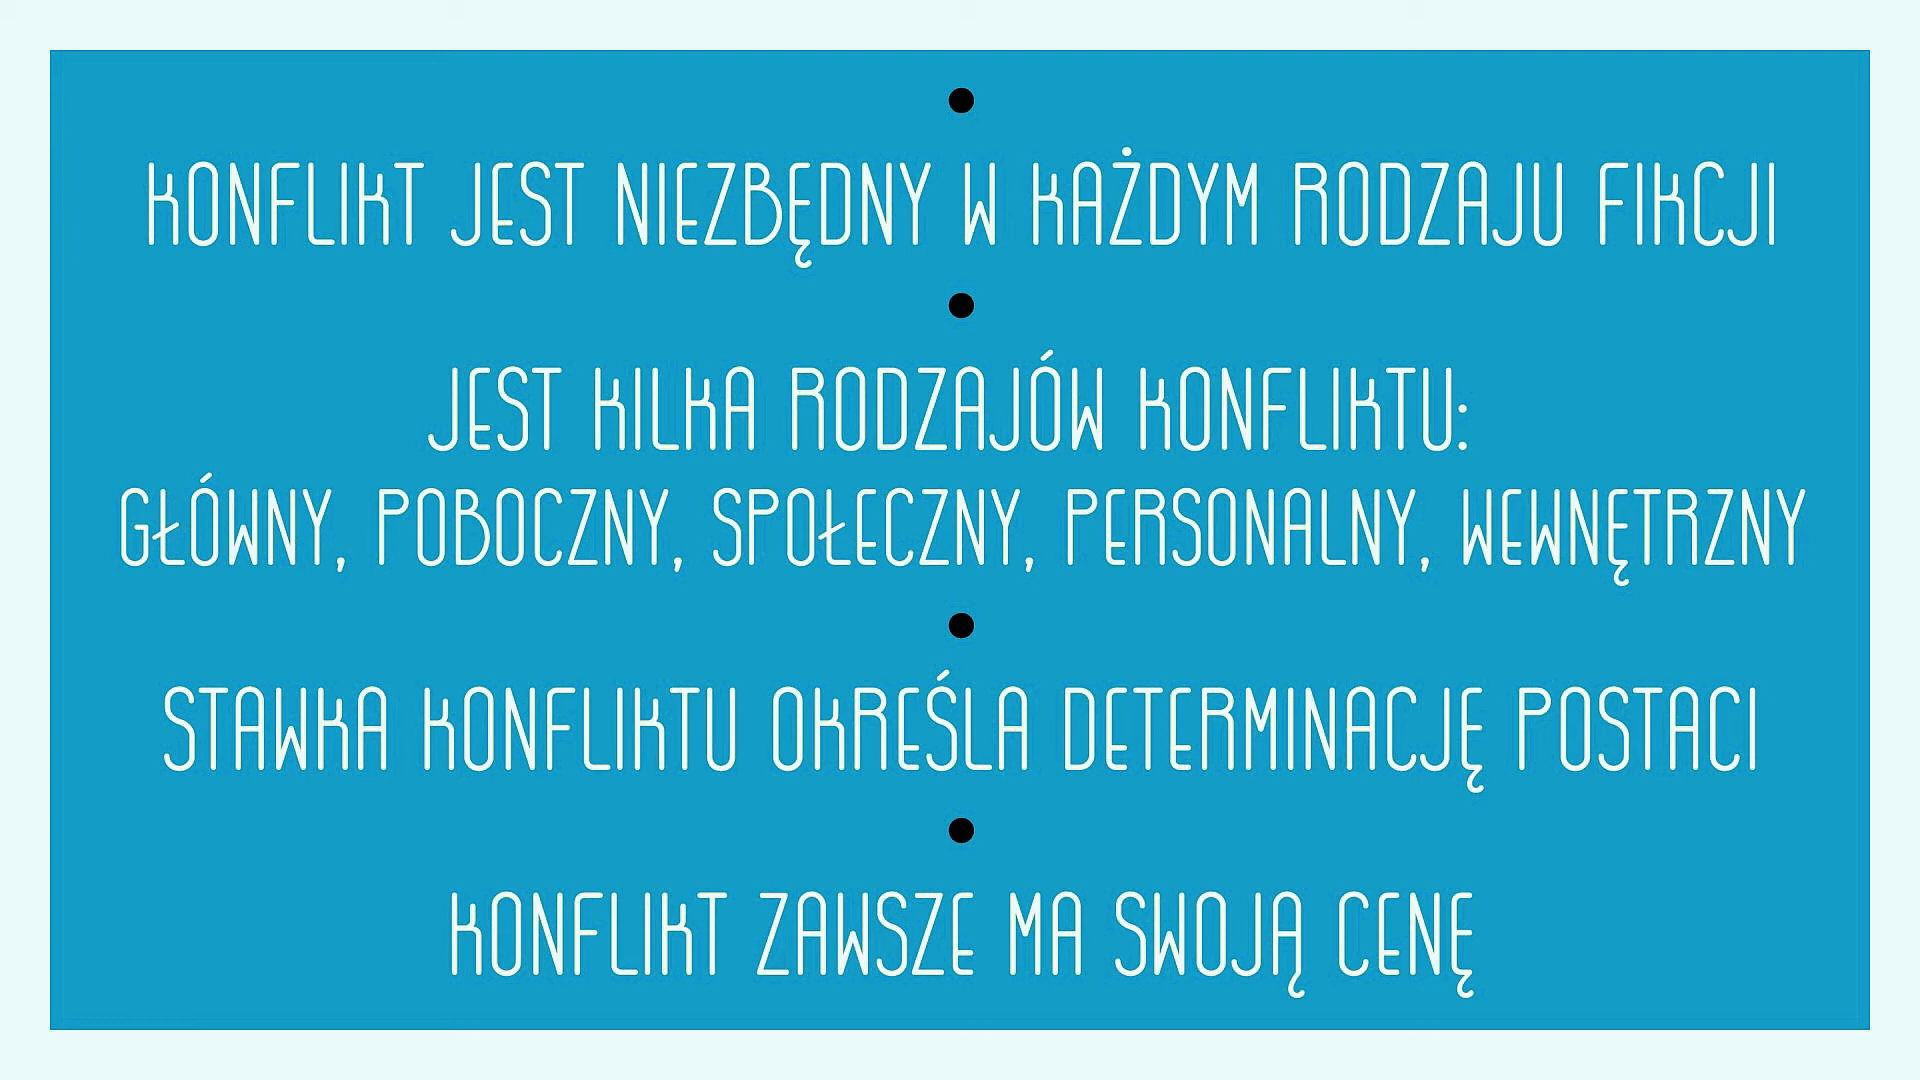 KONFLIKT JEST NIEZBĘDNY W KAŻDYM RODZAJU FIKCJI
JEST KILKA RODZAJÓW KONFLIKTU:
GŁÓWNY, POBOCZNY, SPOŁECZNY, PERSONALNY, WEWNĘTRZNY
STAWKA KONFLIKTU OKREŚLA DETERMINACJĘ POSTACI
KONFLIKT ZAWSZE MA SWOJĄ CENĘ